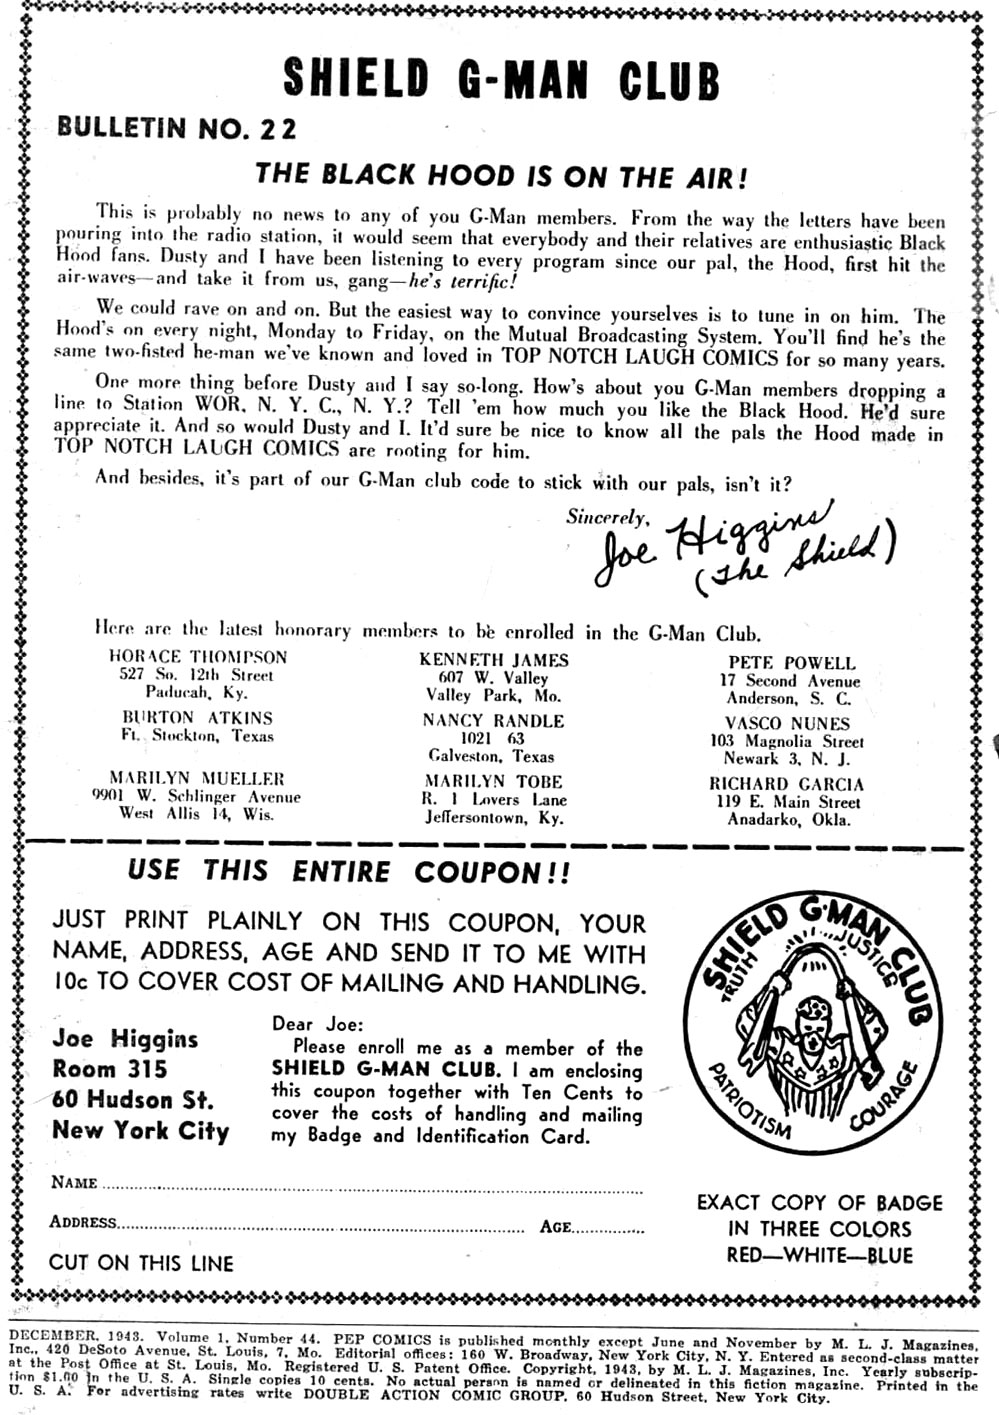 SHIELD G-MAN CLUB
BULLETIN NO. 22
THE BLACK HOOD IS ON THE AIR!
This is probably no news to any of you G-Man members. From the way the letters have been
pouring into the radio station, it would seem that everybody and their relatives are enthusiastic Black
Hood fans. Dusty and I have been listening to every program since our pal, the Hood, first hit the
air-waves—and take it from us, gang—he's terrific!
We could rave on and on. But the easiest way to convince yourselves is to tune in on him. The
Hood's on every night, Monday to Friday, on the Mutual Broadcasting System. You'll find he's the
same two-fisted he-man we've known and loved in TOP NOTCH LAUGH COMICS for so many years.
One more thing before Dusty and I say so-long. How's about you G-Man members dropping a
line to Station WOR, N. Y. C., N. Y.? Tell 'em how much you like the Black Hood. He'd sure
appreciate it. And so would Dusty and I. It'd sure be nice to know all the pals the Hood made in
TOP NOTCH LAUGH COMICS are rooting for him.
And besides, it's part of our G-Man club code to stick with our pals, isn't it?
Sincerely,
Joe Higgins
(The Shield)
Here are the latest honorary members to be enrolled in the G-Man Club.
HORACE THOMPSON
527 So. 12th Street
Paducah, Ky.
BURTON ATKINS
Ft. Stockton, Texas
MARILYN MUELLER
9901 W. Schlinger Avenue
West Allis 14, Wis.
KENNETH JAMES
607 W. Valley
Valley Park, Mo.
NANCY RANDLE
1021 63
Galveston, Texas
MARILYN TOBE
R. 1 Lovers Lane
Jeffersontown, Ky.
PETE POWELL
17 Second Avenue
Anderson, S. C.
VASCO NUNES
103 Magnolia Street
Newark 3, N. J.
RICHARD GARCIA
119 E. Main Street
Anadarko, Okla.
USE THIS ENTIRE COUPON!!
JUST PRINT PLAINLY ON THIS COUPON, YOUR
NAME, ADDRESS, AGE AND SEND IT TO ME WITH
10c TO COVER COST OF MAILING AND HANDLING.
Joe Higgins
Room 315
60 Hudson St.
New York City
Dear Joe:
Please enroll me as a member of the
SHIELD G-MAN CLUB. I am enclosing
this coupon together with Ten Cents to
cover the costs of handling and mailing
my Badge and Identification Card.
NAME
ADDRESS AGE
CUT ON THIS LINE
SHIELD G-MAN CLUB
TRUTH
JUSTICE
PATRIOTISM
COURAGE
EXACT COPY OF BADGE
IN THREE COLORS
RED—WHITE—BLUE
DECEMBER, 1943. Volume 1, Number 44. PEP COMICS is published monthly except June and November by M. L. J. Magazines,
Inc., 420 DeSoto Avenue, St. Louis, 7, Mo. Editorial offices: 160 W. Broadway, New York City, N. Y. Entered as second-class matter
at the Post Office at St. Louis, Mo. Registered U. S. Patent Office. Copyright, 1943, by M. L. J. Magazines, Inc. Yearly subscrip-
tion $1.00 in the U. S. A. Single copies 10 cents. No actual person is named or delineated in this fiction magazine. Printed in the
U. S. A. For advertising rates write DOUBLE ACTION COMIC GROUP, 60 Hudson Street, New York City.